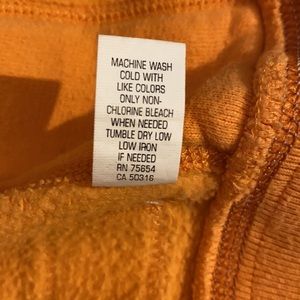 MACHINE WASH
COLD WITH
LIKE COLORS
ONLY NON-
CHLORINE BLEACH
WHEN NEEDED
TUMBLE DRY LOW
LOW IRON
IF NEEDED
RN 75654
CA 50316